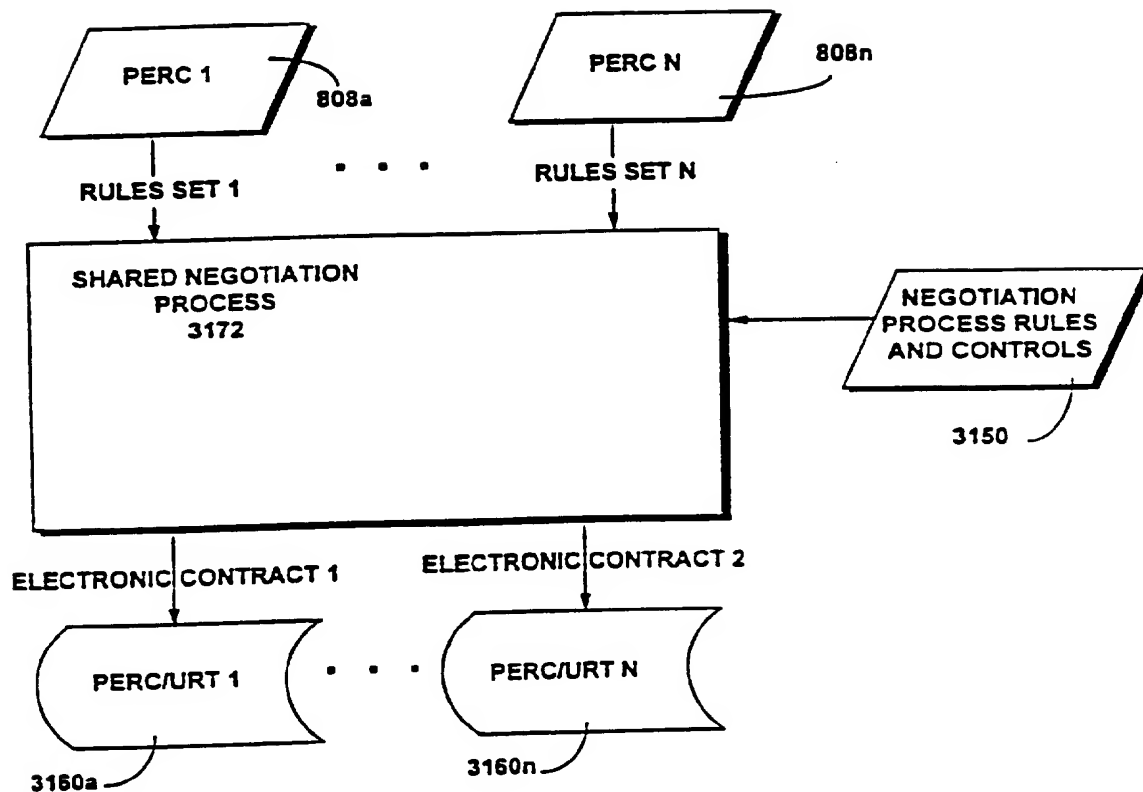 PERC 1
808a
PERC N
808n
RULES SET 1
RULES SET N
SHARED NEGOTIATION
PROCESS
3172
NEGOTIATION
PROCESS RULES
AND CONTROLS
3150
ELECTRONIC CONTRACT 1
ELECTRONIC CONTRACT 2
PERC/URT 1
PERC/URT N
3160a
3160n